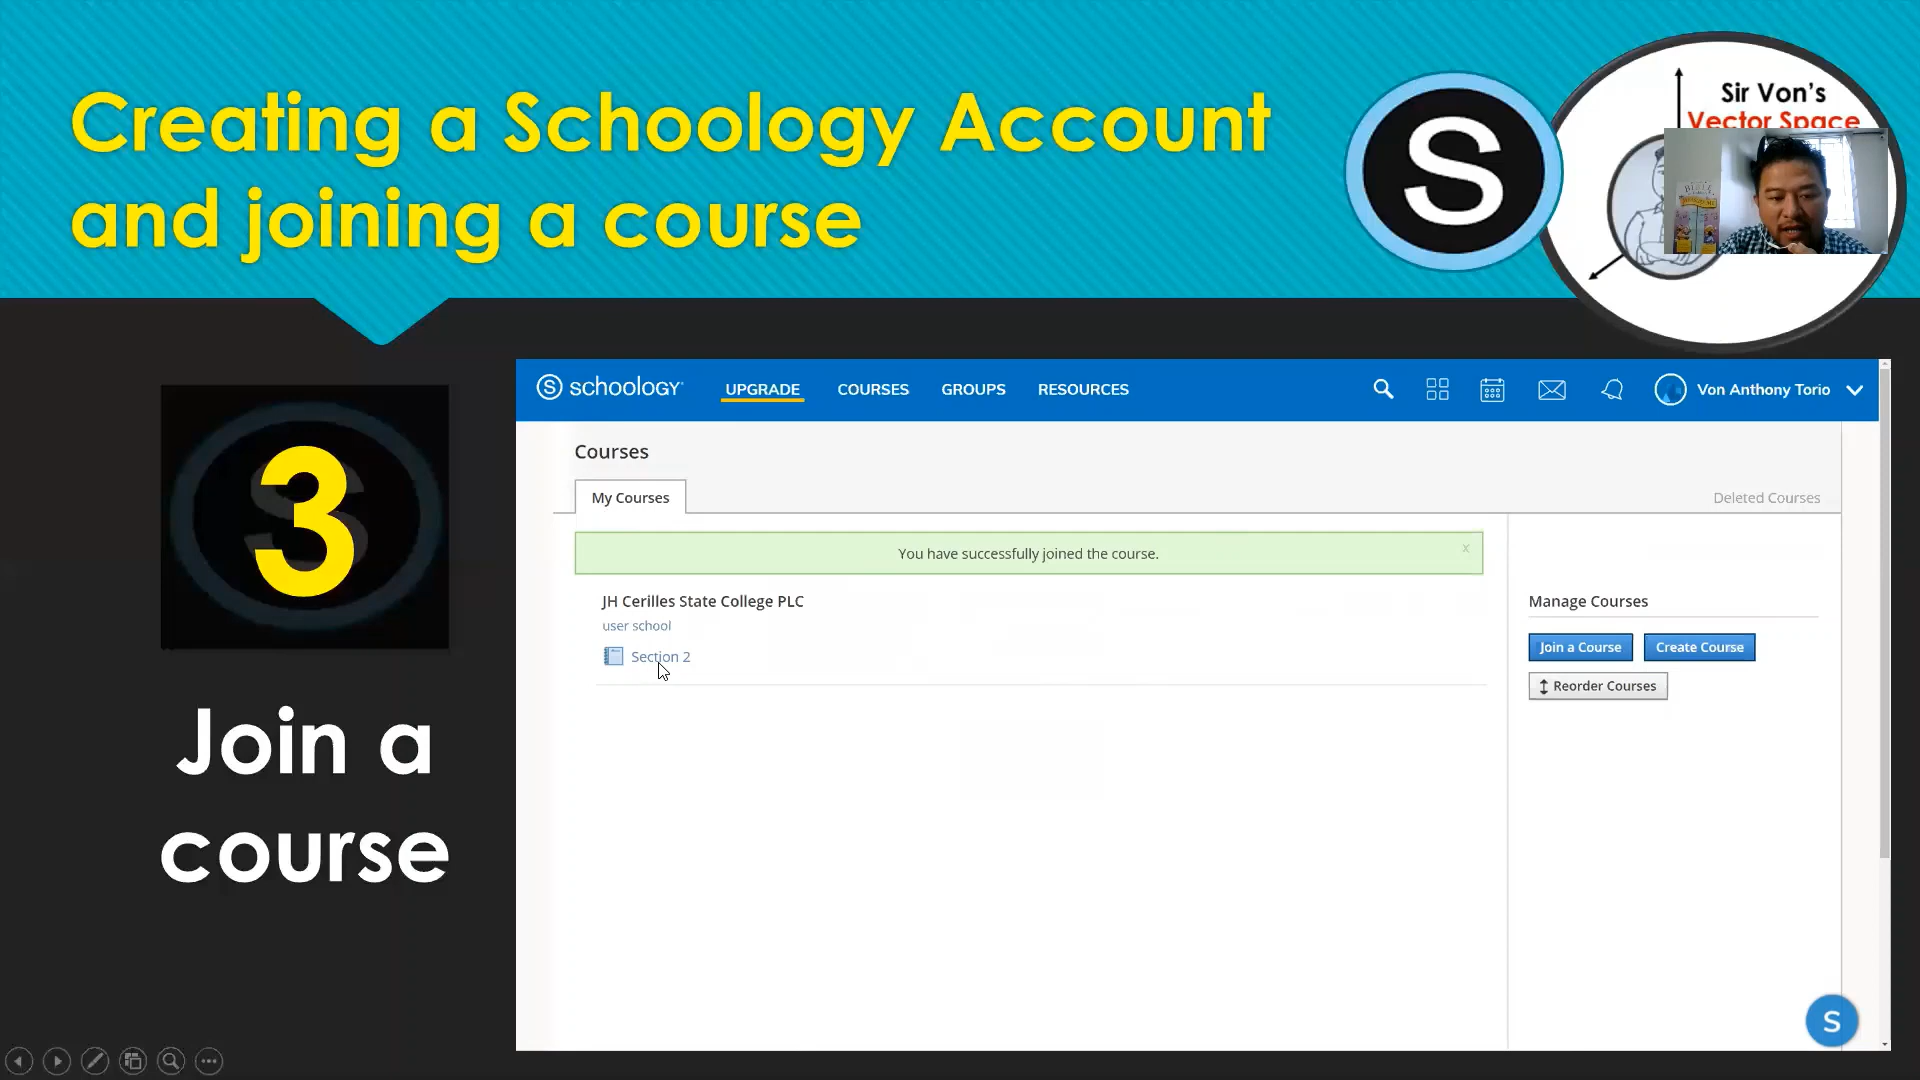 Creating a Schoology Account
and joining a course
S
Sir Von's
Vector Space
3
Join a
course
schoology
UPGRADE
COURSES
GROUPS
RESOURCES
Von Anthony Torio
Courses
My Courses
Deleted Courses
You have successfully joined the course.
x
JH Cerilles State College PLC
user school
Section 2
Manage Courses
Join a Course
Create Course
Reorder Courses
S